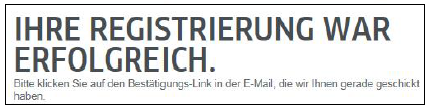 IHRE REGISTRIERUNG WAR
ERFOLGREICH.
Bitte klicken Sie auf den Bestätigungs-Link in der E-Mail, die wir Ihnen gerade geschickt
haben.